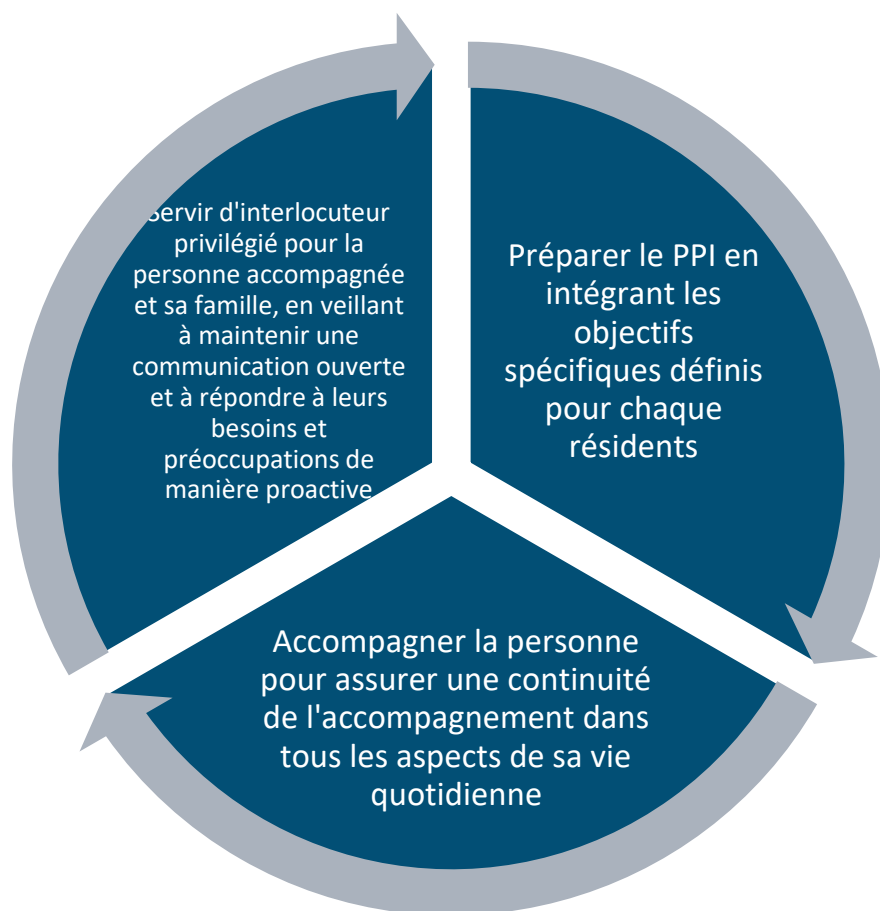 Servir d'interlocuteur
privilégié pour la
personne accompagnée
et sa famille, en veillant
à maintenir une
communication ouverte
et à répondre à leurs
besoins et
préoccupations de
manière proactive
Préparer le PPI en
intégrant les
objectifs
spécifiques définis
pour chaque
résidents
Accompagner la personne
pour assurer une continuité
de l'accompagnement dans
tous les aspects de sa vie
quotidienne